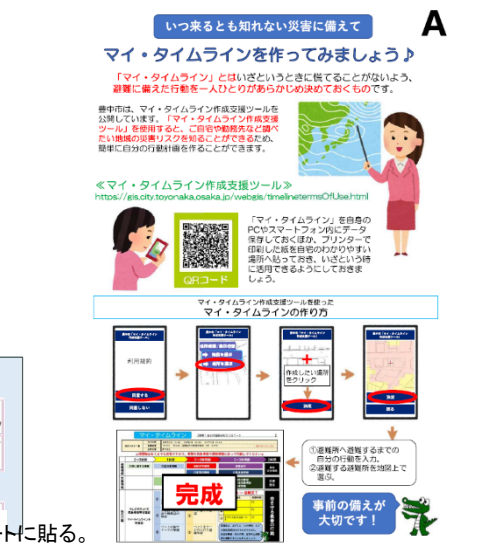 A
いつ来るとも知れない災害に備えて
マイ・タイムラインを作ってみましょう♪
「マイ・タイムライン」とはいざというときに慌てることがないよう、
避難に備えた行動を一人ひとりがあらかじめ決めておくものです。
豊中市は、マイ・タイムライン作成支援ツールを
公開しています。「マイ・タイムライン作成支援
ツール」を使用すると、ご自宅や勤務先など調べ
たい地域の災害リスクを知ることができるため、
簡単に自分の行動計画を作ることができます。
≪マイ・タイムライン作成支援ツール≫
https://gis.city.toyonaka.osaka.jp/webgis/timelinetermsOfUse.html
「マイ・タイムライン」を自身の
PCやスマートフォン内にデータ
保存しておくほか、プリンターで
印刷した紙を自宅のわかりやすい
場所へ貼っておき、いざという時
に活用できるようにしておきま
しょう。
QRコード
マイ・タイムライン作成支援ツールを使った
マイ・タイムラインの作り方
利用規約
同意する
同意しない
作成したい場所
をクリック
決定
決定
戻る
①避難所へ避難するまでの
自分の行動を入力。
②避難する避難所を地図上で
選ぶ。
マイ・タイムライン
完成
事前の備えが
大切です！
ートに貼る。